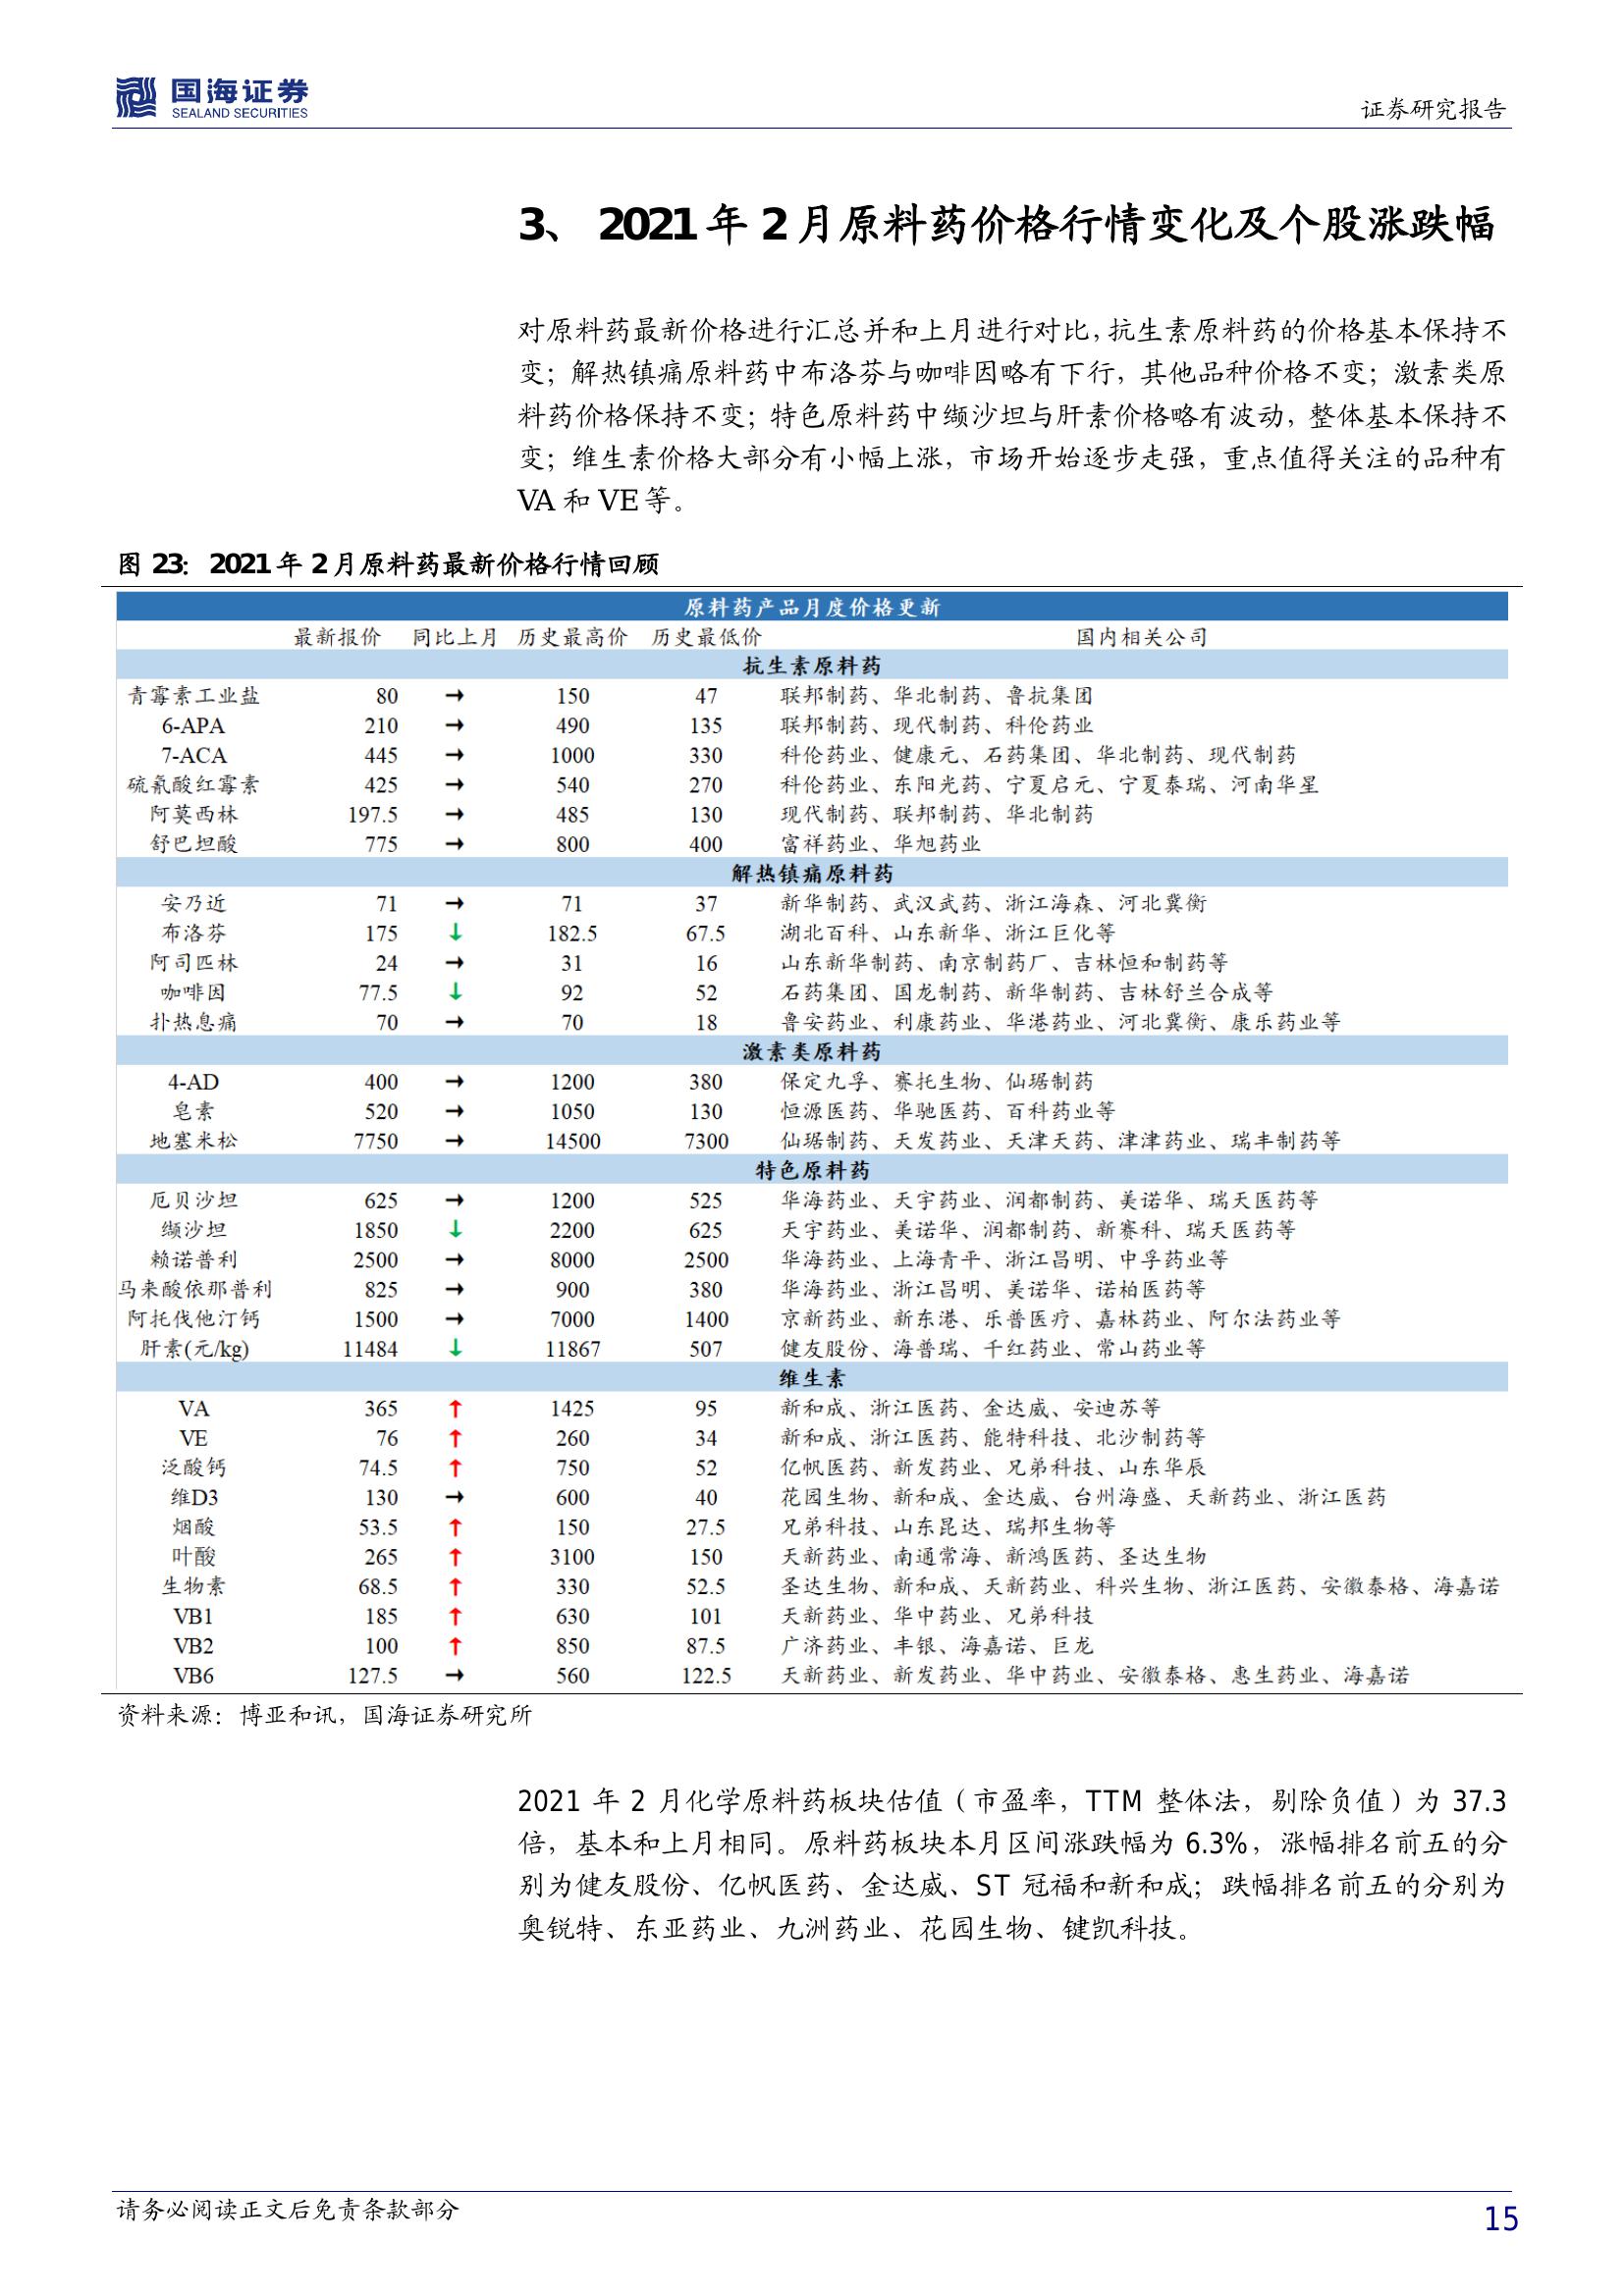 国海证券
SEALAND SECURITIES
证券研究报告
3、 2021 年 2 月原料药价格行情变化及个股涨跌幅
对原料药最新价格进行汇总并和上月进行对比，抗生素原料药的价格基本保持不
变；解热镇痛原料药中布洛芬与咖啡因略有下行，其他品种价格不变；激素类原
料药价格保持不变；特色原料药中缬沙坦与肝素价格略有波动，整体基本保持不
变；维生素价格大部分有小幅上涨，市场开始逐步走强，重点值得关注的品种有
VA 和 VE 等。
图 23： 2021 年 2 月原料药最新价格行情回顾
原料药产品月度价格更新
最新报价 同比上月 历史最高价 历史最低价 国内相关公司
抗生素原料药
青霉素工业盐 80 → 150 47 联邦制药、华北制药、鲁抗集团
6-APA 210 → 490 135 联邦制药、现代制药、科伦药业
7-ACA 445 → 1000 330 科伦药业、健康元、石药集团、华北制药、现代制药
硫氰酸红霉素 425 → 540 270 科伦药业、东阳光药、宁夏启元、宁夏泰瑞、河南华星
阿莫西林 197.5 → 485 130 现代制药、联邦制药、华北制药
舒巴坦酸 775 → 800 400 富祥药业、华旭药业
解热镇痛原料药
安乃近 71 → 71 37 新华制药、武汉武药、浙江海森、河北冀衡
布洛芬 175 ↓ 182.5 67.5 湖北百科、山东新华、浙江巨化等
阿司匹林 24 → 31 16 山东新华制药、南京制药厂、吉林恒和制药等
咖啡因 77.5 ↓ 92 52 石药集团、国龙制药、新华制药、吉林舒兰合成等
扑热息痛 70 → 70 18 鲁安药业、利康药业、华港药业、河北冀衡、康乐药业等
激素类原料药
4-AD 400 → 1200 380 保定九孚、赛托生物、仙琚制药
皂素 520 → 1050 130 恒源医药、华驰医药、百科药业等
地塞米松 7750 → 14500 7300 仙琚制药、天发药业、天津天药、津津药业、瑞丰制药等
特色原料药
厄贝沙坦 625 → 1200 525 华海药业、天宇药业、润都制药、美诺华、瑞天医药等
缬沙坦 1850 ↓ 2200 625 天宇药业、美诺华、润都制药、新赛科、瑞天医药等
赖诺普利 2500 → 8000 2500 华海药业、上海青平、浙江昌明、中孚药业等
马来酸依那普利 825 → 900 380 华海药业、浙江昌明、美诺华、诺柏医药等
阿托伐他汀钙 1500 → 7000 1400 京新药业、新东港、乐普医疗、嘉林药业、阿尔法药业等
肝素(元/kg) 11484 ↓ 11867 507 健友股份、海普瑞、千红药业、常山药业等
维生素
VA 365 ↑ 1425 95 新和成、浙江医药、金达威、安迪苏等
VE 76 ↑ 260 34 新和成、浙江医药、能特科技、北沙制药等
泛酸钙 74.5 ↑ 750 52 亿帆医药、新发药业、兄弟科技、山东华辰
维D3 130 → 600 40 花园生物、新和成、金达威、台州海盛、天新药业、浙江医药
烟酸 53.5 ↑ 150 27.5 兄弟科技、山东昆达、瑞邦生物等
叶酸 265 ↑ 3100 150 天新药业、南通常海、新鸿医药、圣达生物
生物素 68.5 ↑ 330 52.5 圣达生物、新和成、天新药业、科兴生物、浙江医药、安徽泰格、海嘉诺
VB1 185 ↑ 630 101 天新药业、华中药业、兄弟科技
VB2 100 ↑ 850 87.5 广济药业、丰银、海嘉诺、巨龙
VB6 127.5 → 560 122.5 天新药业、新发药业、华中药业、安徽泰格、惠生药业、海嘉诺
资料来源：博亚和讯，国海证券研究所
2021 年 2 月化学原料药板块估值（市盈率，TTM 整体法，剔除负值）为 37.3
倍，基本和上月相同。原料药板块本月区间涨跌幅为 6.3%，涨幅排名前五的分
别为健友股份、亿帆医药、金达威、ST 冠福和新和成；跌幅排名前五的分别为
奥锐特、东亚药业、九洲药业、花园生物、键凯科技。
请务必阅读正文后免责条款部分
15